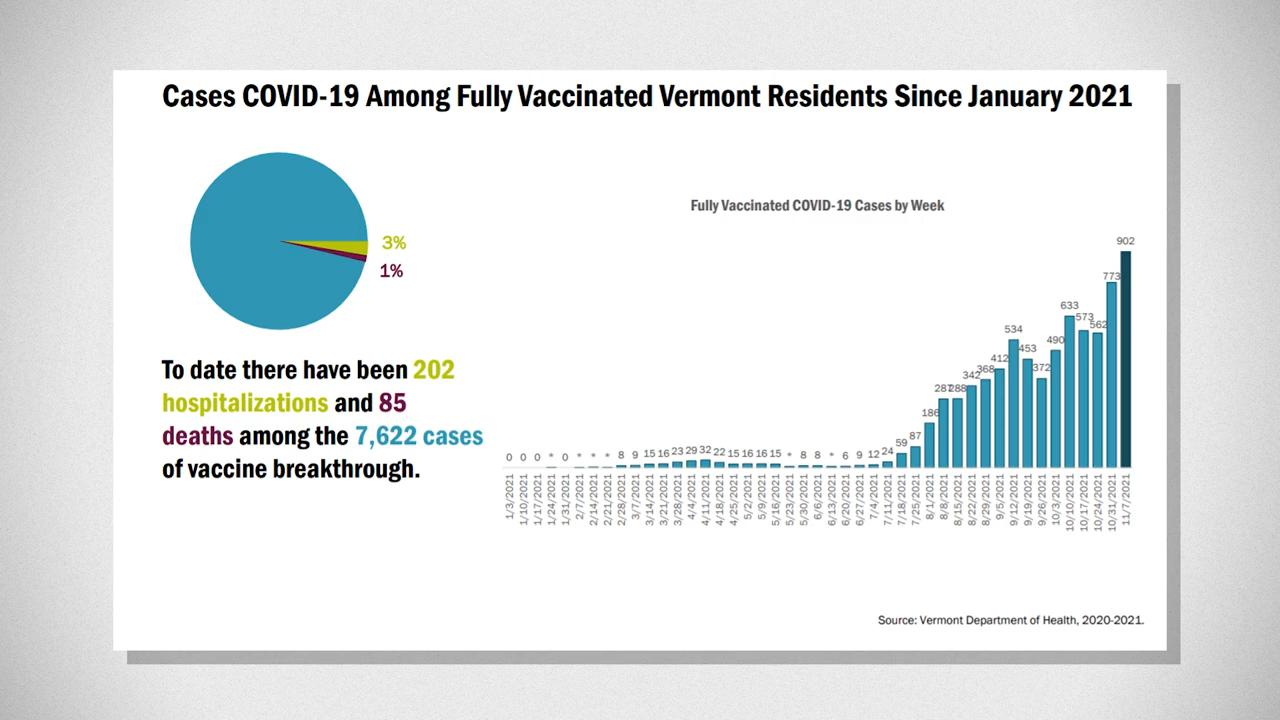 Cases COVID-19 Among Fully Vaccinated Vermont Residents Since January 2021
3%
1%
To date there have been 202
hospitalizations and 85
deaths among the 7,622 cases
of vaccine breakthrough.
Fully Vaccinated COVID-19 Cases by Week
0 0 0 * 0 * * * 8 9 15 16 23 29 32 22 15 16 16 15 * 8 8 * 6 9 12 24 59 87 186 287 288 342 368 412 534 453 372 490 633 573 562 773 902
1/3/2021 1/10/2021 1/17/2021 1/24/2021 1/31/2021 2/7/2021 2/14/2021 2/21/2021 2/28/2021 3/7/2021 3/14/2021 3/21/2021 3/28/2021 4/4/2021 4/11/2021 4/18/2021 4/25/2021 5/2/2021 5/9/2021 5/16/2021 5/23/2021 5/30/2021 6/6/2021 6/13/2021 6/20/2021 6/27/2021 7/4/2021 7/11/2021 7/18/2021 7/25/2021 8/1/2021 8/8/2021 8/15/2021 8/22/2021 8/29/2021 9/5/2021 9/12/2021 9/19/2021 9/26/2021 10/3/2021 10/10/2021 10/17/2021 10/24/2021 10/31/2021 11/7/2021
Source: Vermont Department of Health, 2020-2021.